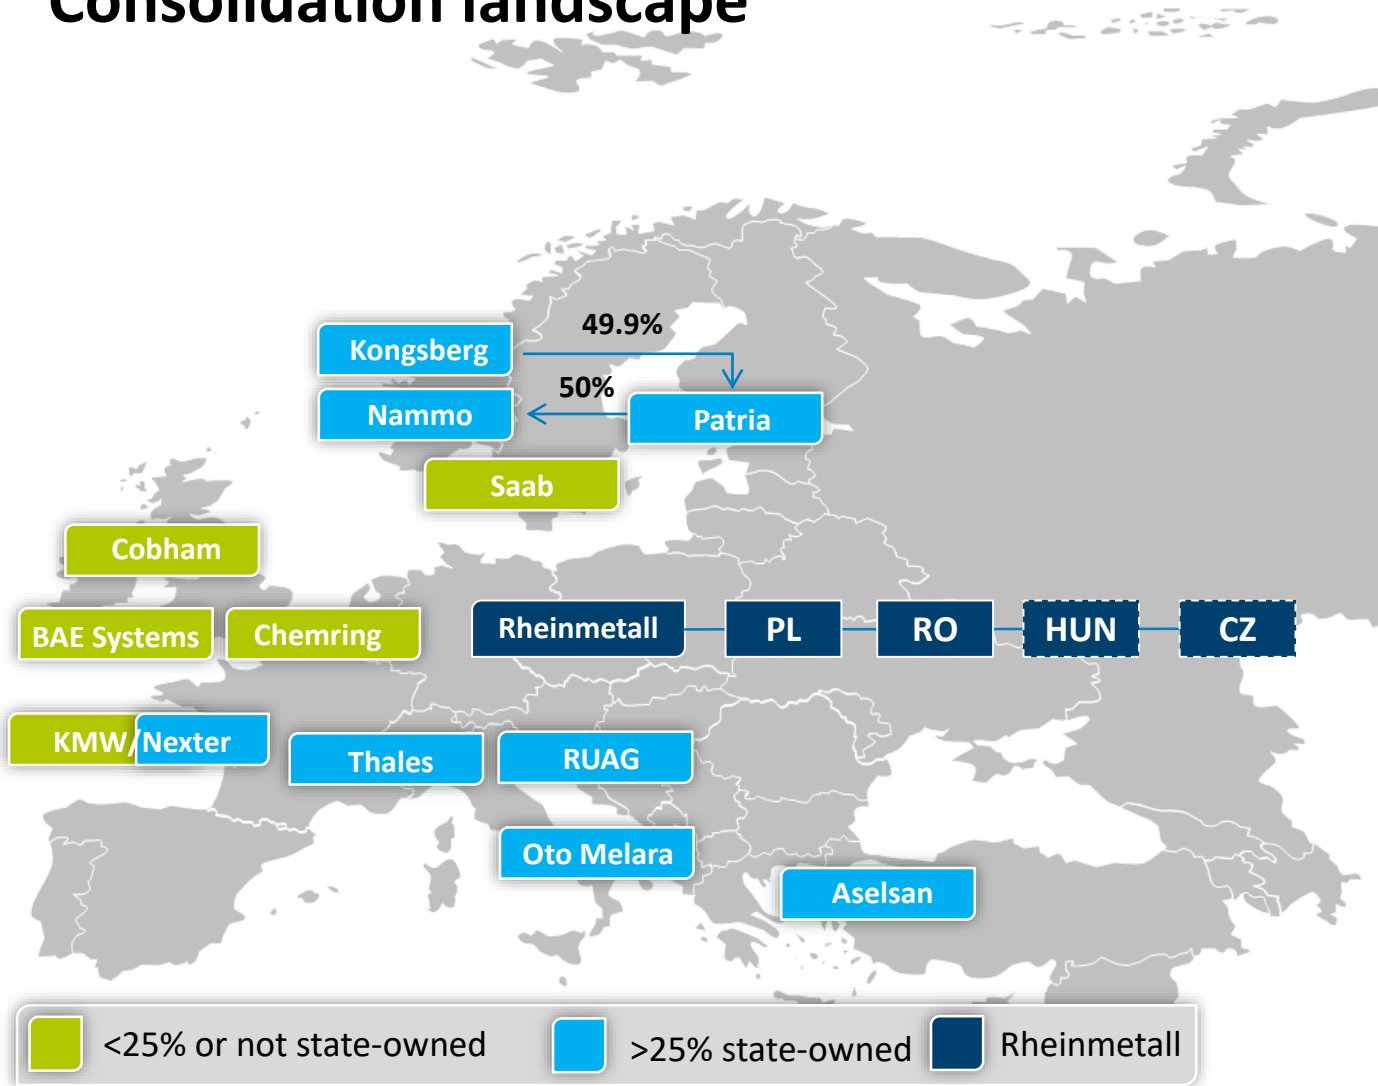 Consolidation landscape
49.9%
Kongsberg
50%
Nammo
Patria
Saab
Cobham
BAE Systems
Chemring
Rheinmetall
PL
RO
HUN
CZ
KMW/Nexter
Thales
RUAG
Oto Melara
Aselsan
<25% or not state-owned
>25% state-owned
Rheinmetall